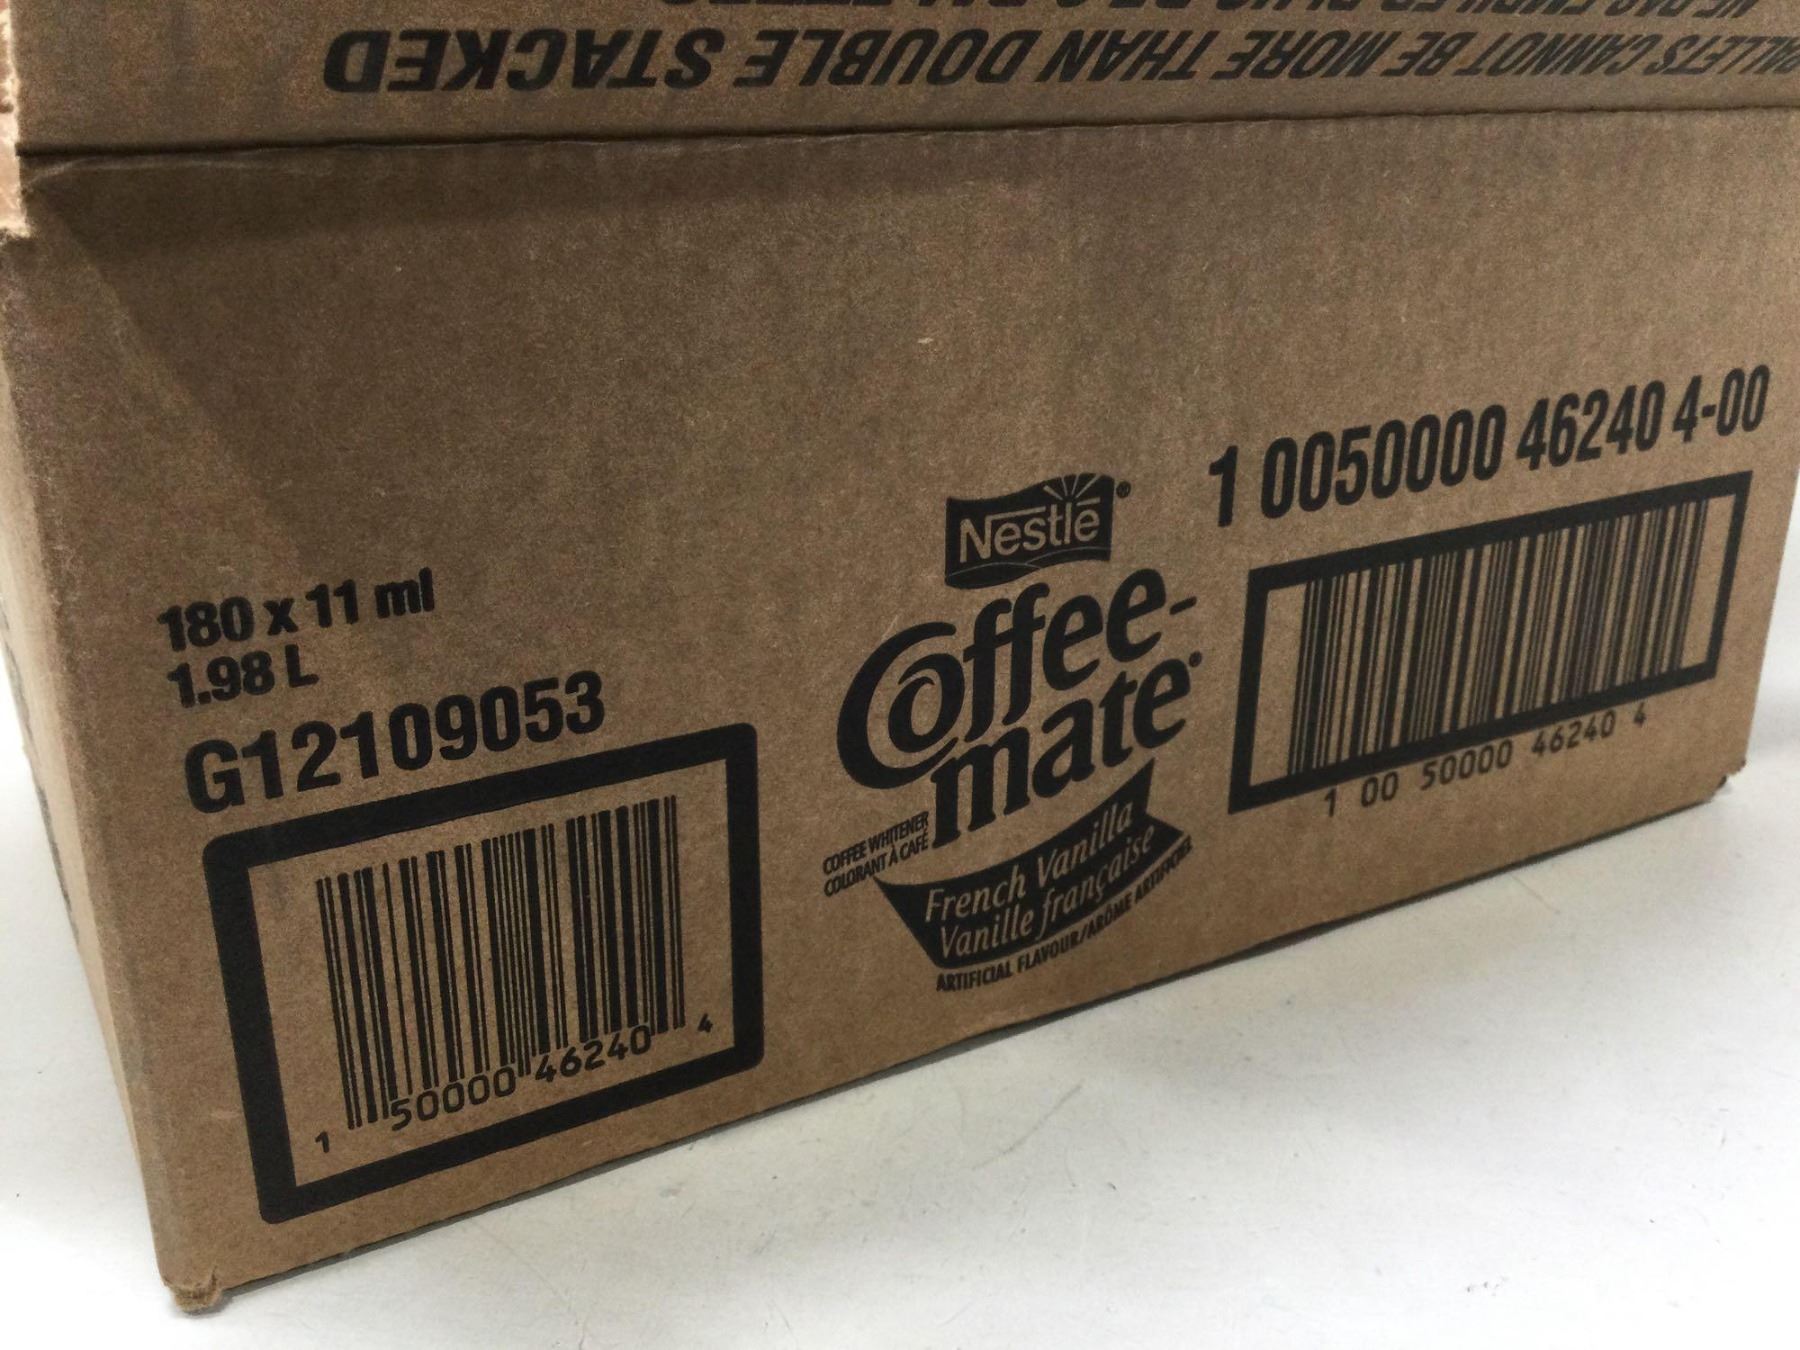 PALLETS CANNOT BE MORE THAN DOUBLE STACKED
180 x 11 ml
1.98 L
G12109053
1 50000 46240 4
Nestlé®
Coffee-
mate®
COFFEE WHITENER
COLORANT À CAFÉ
French Vanilla
Vanille française
ARTIFICIAL FLAVOUR/ARÔME ARTIFICIEL
1 0050000 46240 4-00
1 00 50000 46240 4